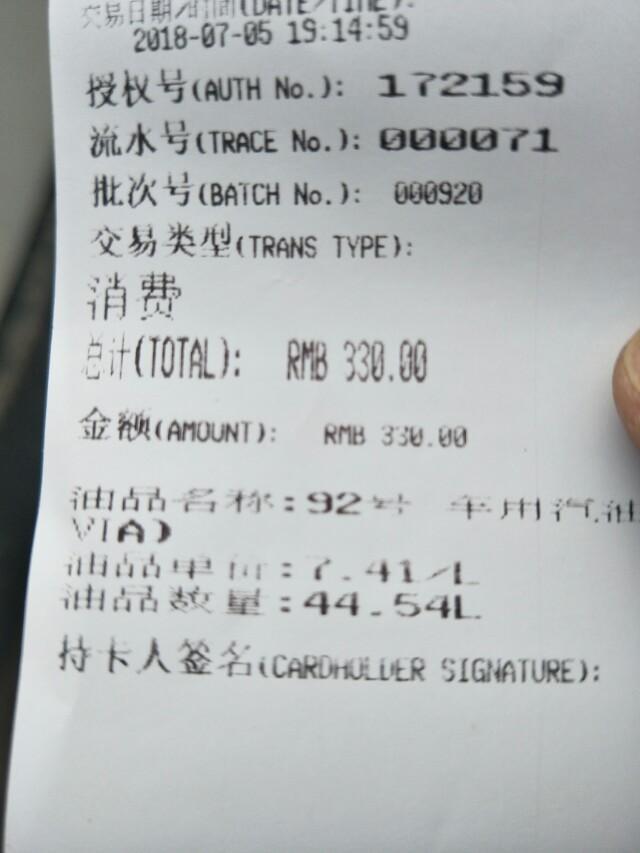 交易日期/时间(DATE/TIME):
2018-07-05 19:14:59
授权号(AUTH No.): 172159
流水号(TRACE No.): 000071
批次号(BATCH No.): 000920
交易类型(TRANS TYPE):
消费
总计(TOTAL): RMB 330.00
金额(AMOUNT): RMB 330.00
油品名称:92号 车用汽油
VIA)
油品单价:7.41/L
油品数量:44.54L
持卡人签名(CARDHOLDER SIGNATURE):